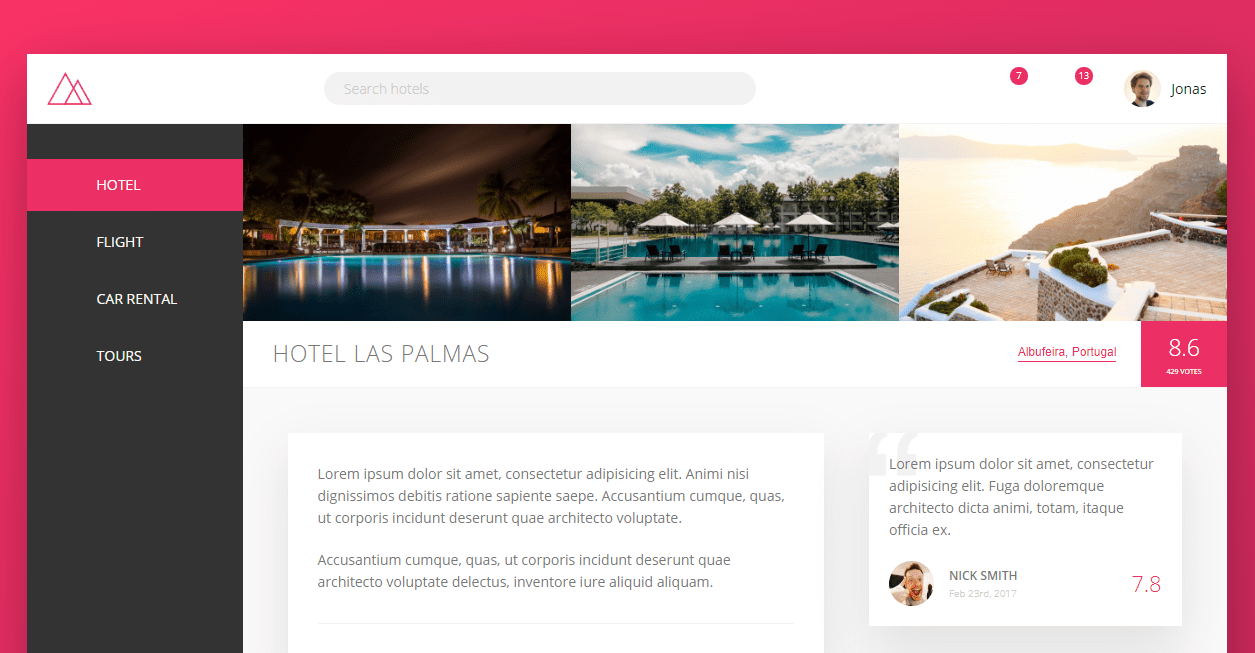 Search hotels
7
13
Jonas
HOTEL
FLIGHT
CAR RENTAL
TOURS
HOTEL LAS PALMAS
Albufeira, Portugal
8.6
429 VOTES
Lorem ipsum dolor sit amet, consectetur adipisicing elit. Animi nisi
dignissimos debitis ratione sapiente saepe. Accusantium cumque, quas,
ut corporis incidunt deserunt quae architecto voluptate.
Accusantium cumque, quas, ut corporis incidunt deserunt quae
architecto voluptate delectus, inventore iure aliquid aliquam.
“
Lorem ipsum dolor sit amet, consectetur
adipisicing elit. Fuga doloremque
architecto dicta animi, totam, itaque
officia ex.
NICK SMITH
Feb 23rd, 2017
7.8